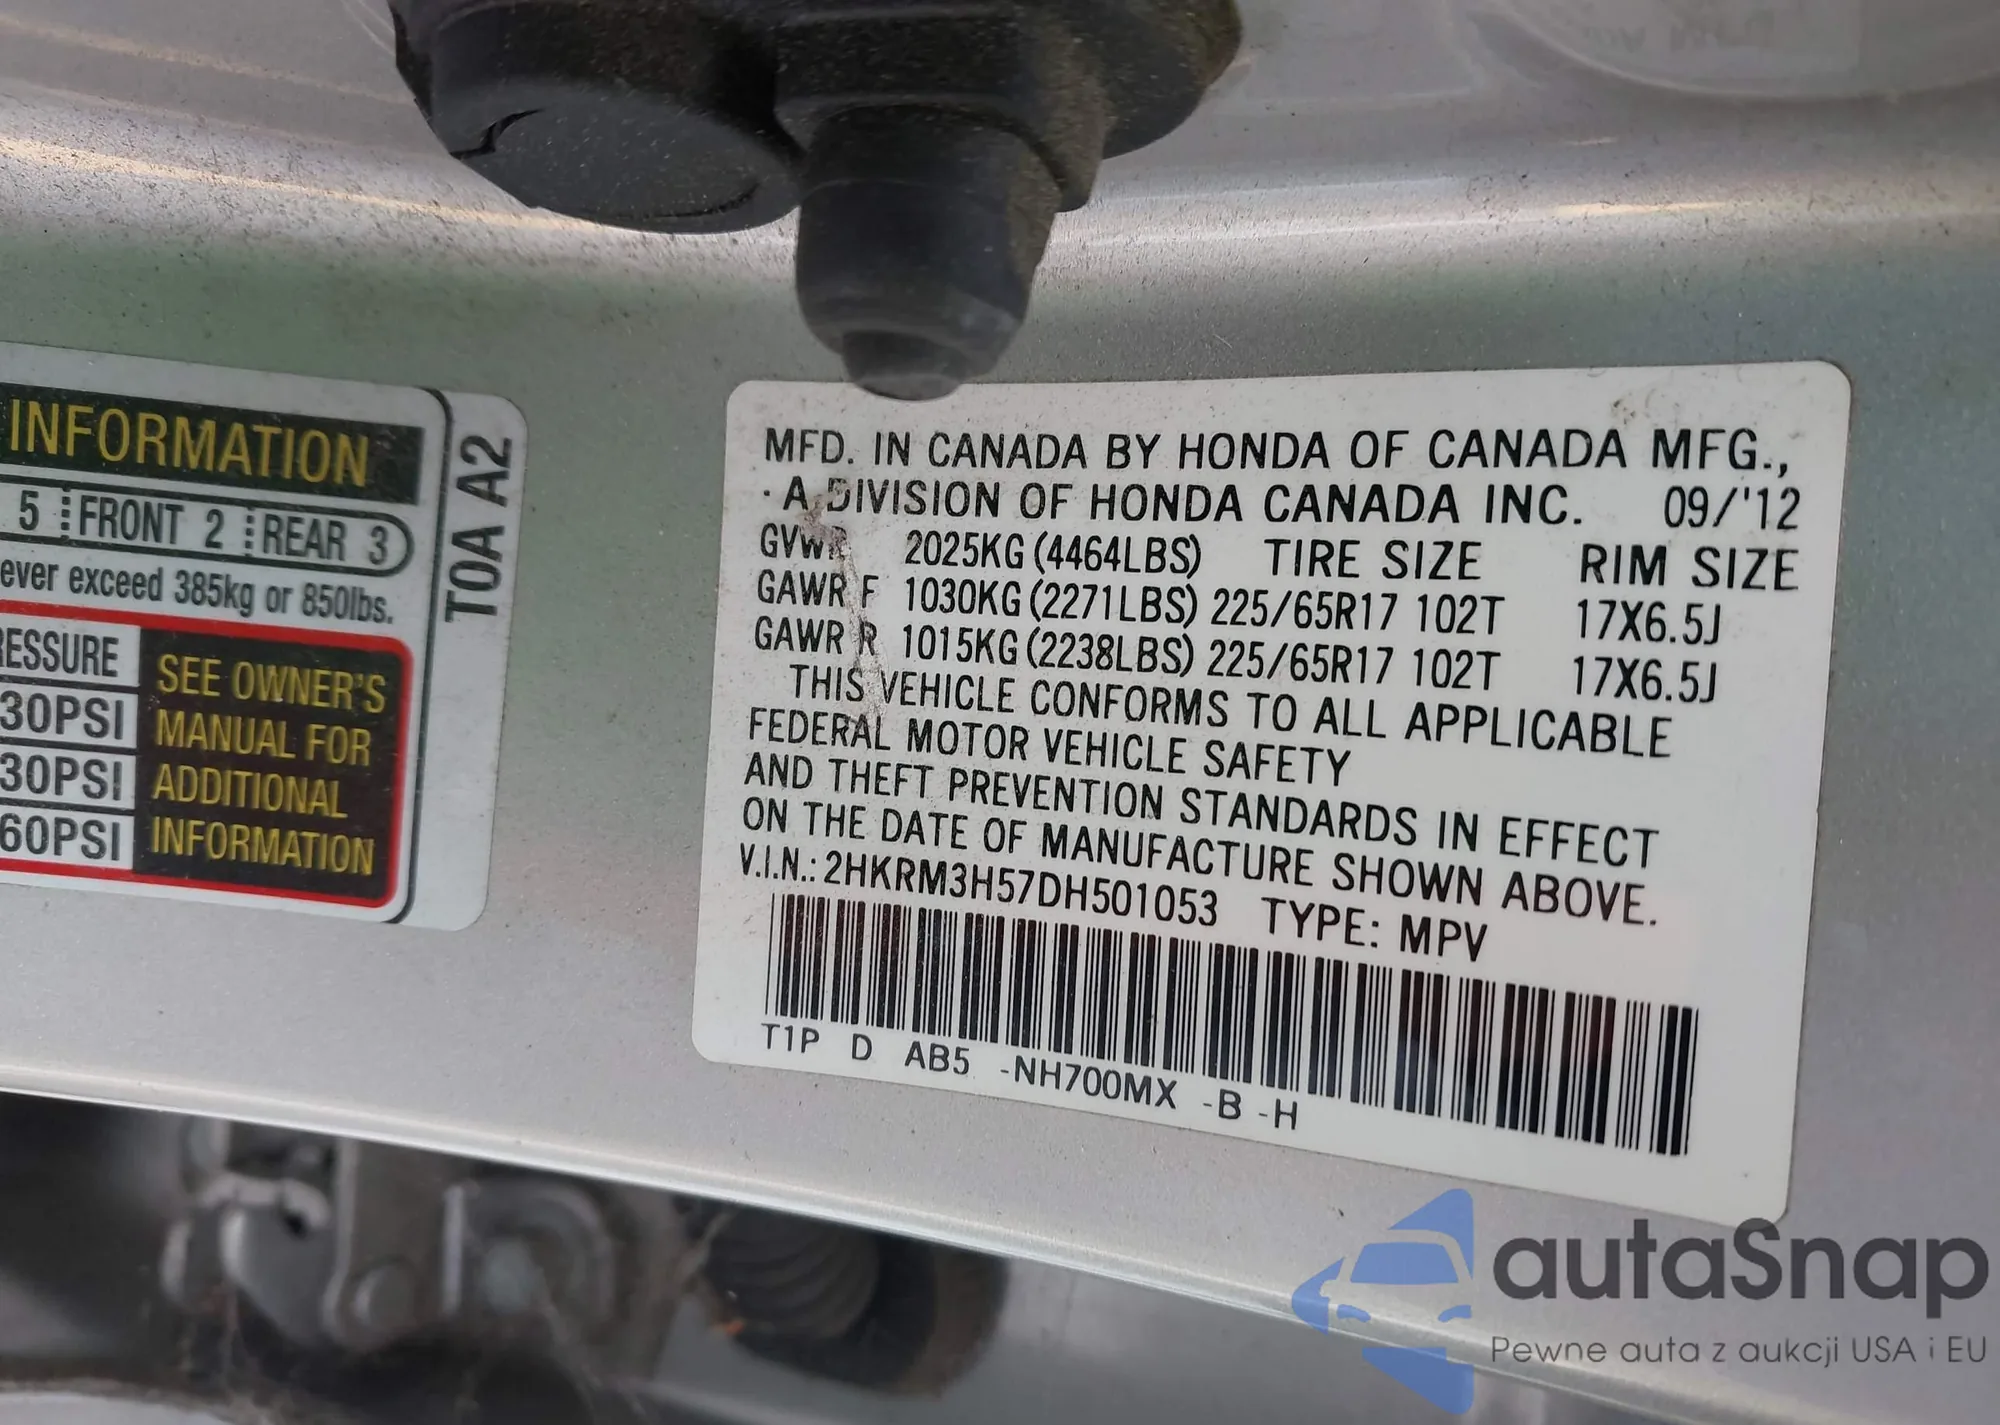 INFORMATION
5 FRONT 2 REAR 3
ever exceed 385kg or 850lbs.
RESSURE
30PSI
30PSI
60PSI
SEE OWNER'S
MANUAL FOR
ADDITIONAL
INFORMATION
T0A A2
MFD. IN CANADA BY HONDA OF CANADA MFG.,
A DIVISION OF HONDA CANADA INC. 09/'12
GVWR 2025KG (4464LBS) TIRE SIZE RIM SIZE
GAWR F 1030KG (2271LBS) 225/65R17 102T 17X6.5J
GAWR R 1015KG (2238LBS) 225/65R17 102T 17X6.5J
THIS VEHICLE CONFORMS TO ALL APPLICABLE
FEDERAL MOTOR VEHICLE SAFETY
AND THEFT PREVENTION STANDARDS IN EFFECT
ON THE DATE OF MANUFACTURE SHOWN ABOVE.
V.I.N.: 2HKRM3H57DH501053 TYPE: MPV
T1P D AB5 -NH700MX -B -H
autaSnap
Pewne auta z aukcji USA i EU